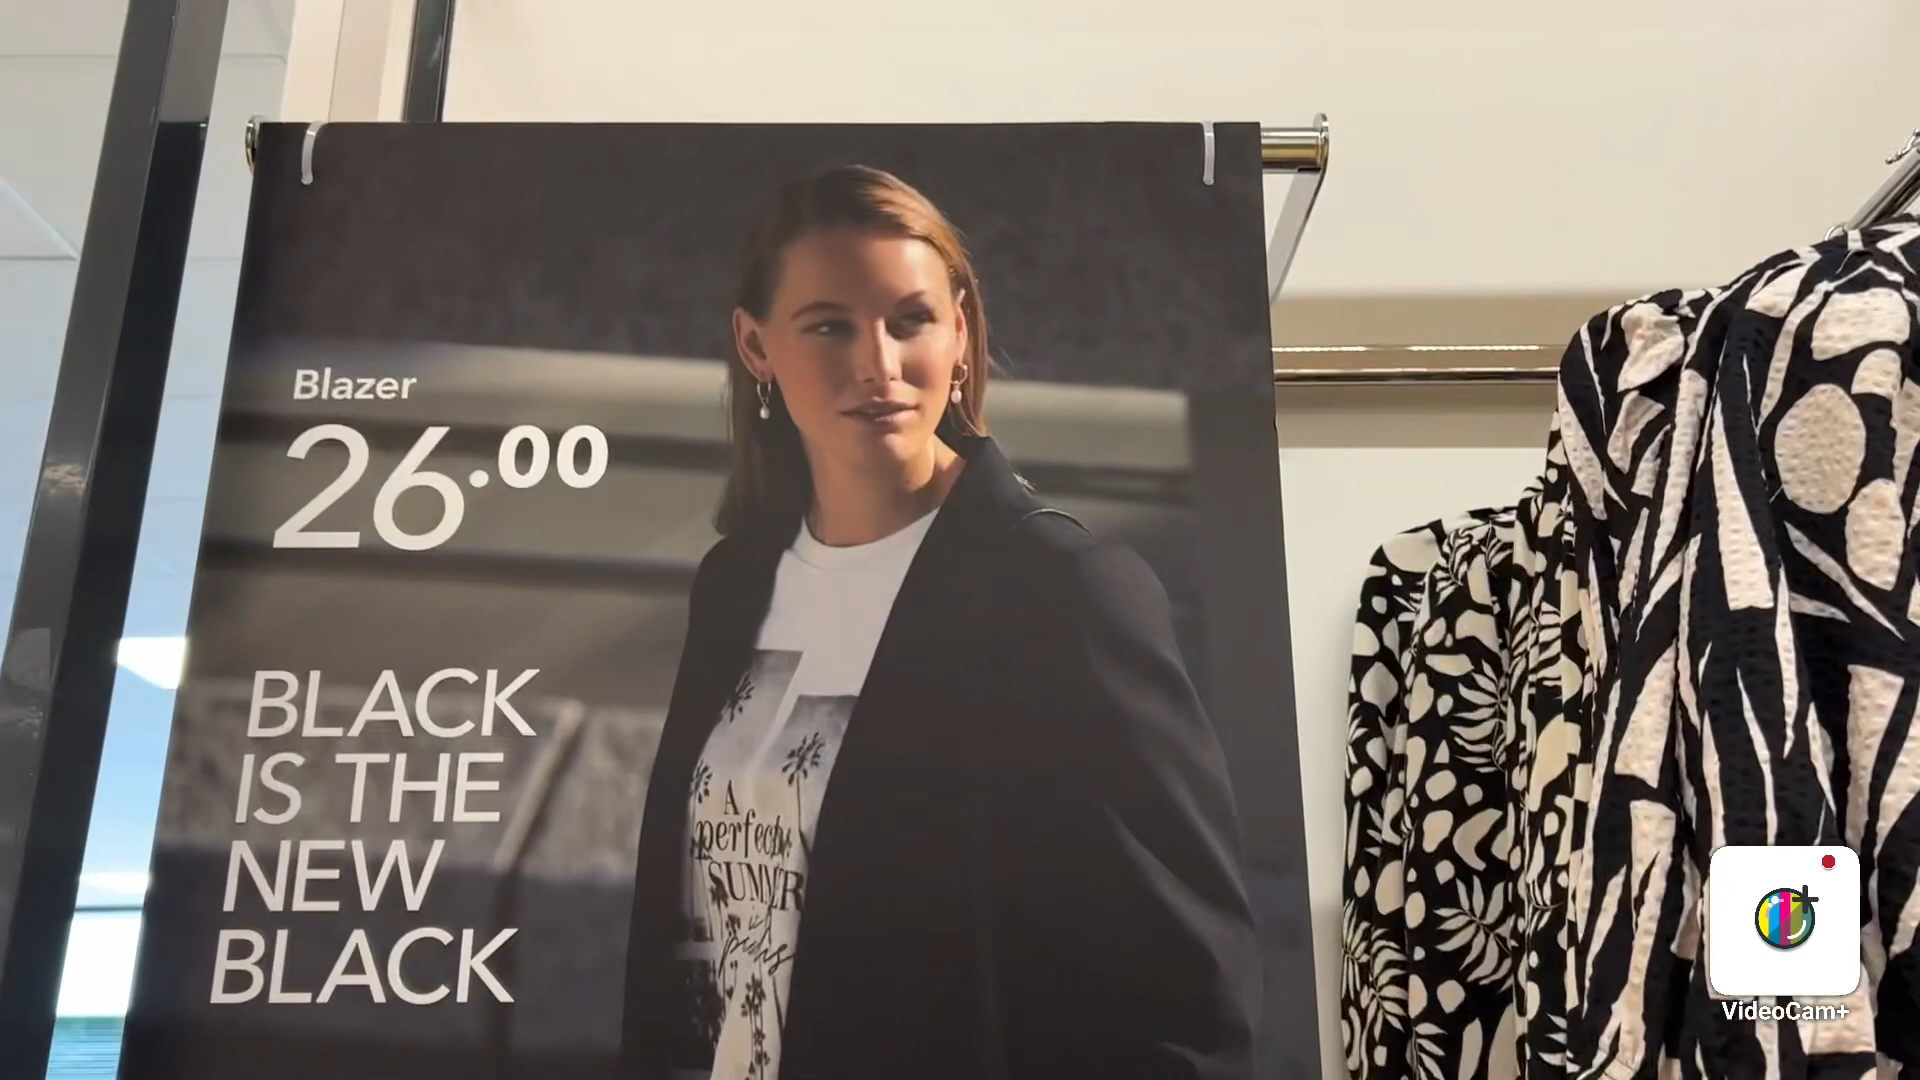 Blazer
26.00
BLACK
IS THE
NEW
BLACK
A
perfect
SUMMER
VideoCam+